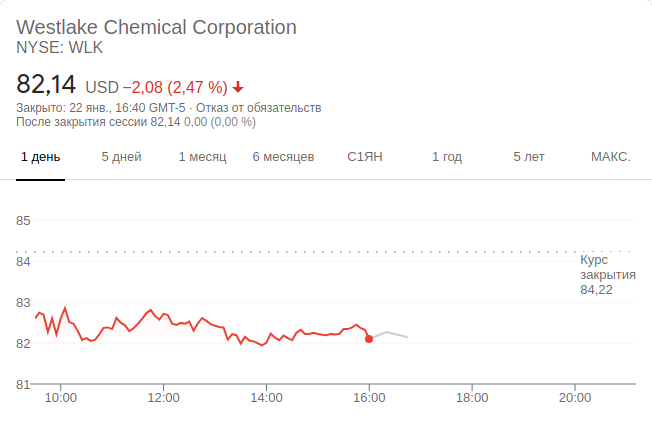 Westlake Chemical Corporation
NYSE: WLK
82,14 USD −2,08 (2,47 %)
Закрыто: 22 янв., 16:40 GMT-5 · Отказ от обязательств
После закрытия сессии 82,14 0,00 (0,00 %)
1 день 5 дней 1 месяц 6 месяцев С1ЯН 1 год 5 лет МАКС.
85
84
Курс
закрытия
84,22
83
82
81
10:00 12:00 14:00 16:00 18:00 20:00